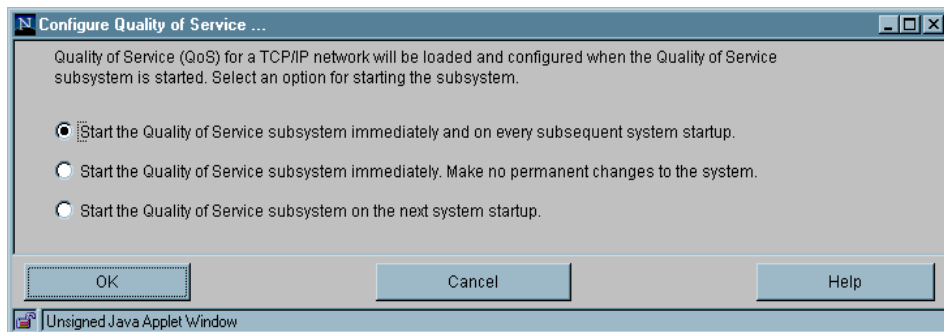 N Configure Quality of Service ...
Quality of Service (QoS) for a TCP/IP network will be loaded and configured when the Quality of Service
subsystem is started. Select an option for starting the subsystem.
Start the Quality of Service subsystem immediately and on every subsequent system startup.
Start the Quality of Service subsystem immediately. Make no permanent changes to the system.
Start the Quality of Service subsystem on the next system startup.
OK Cancel Help
Unsigned Java Applet Window